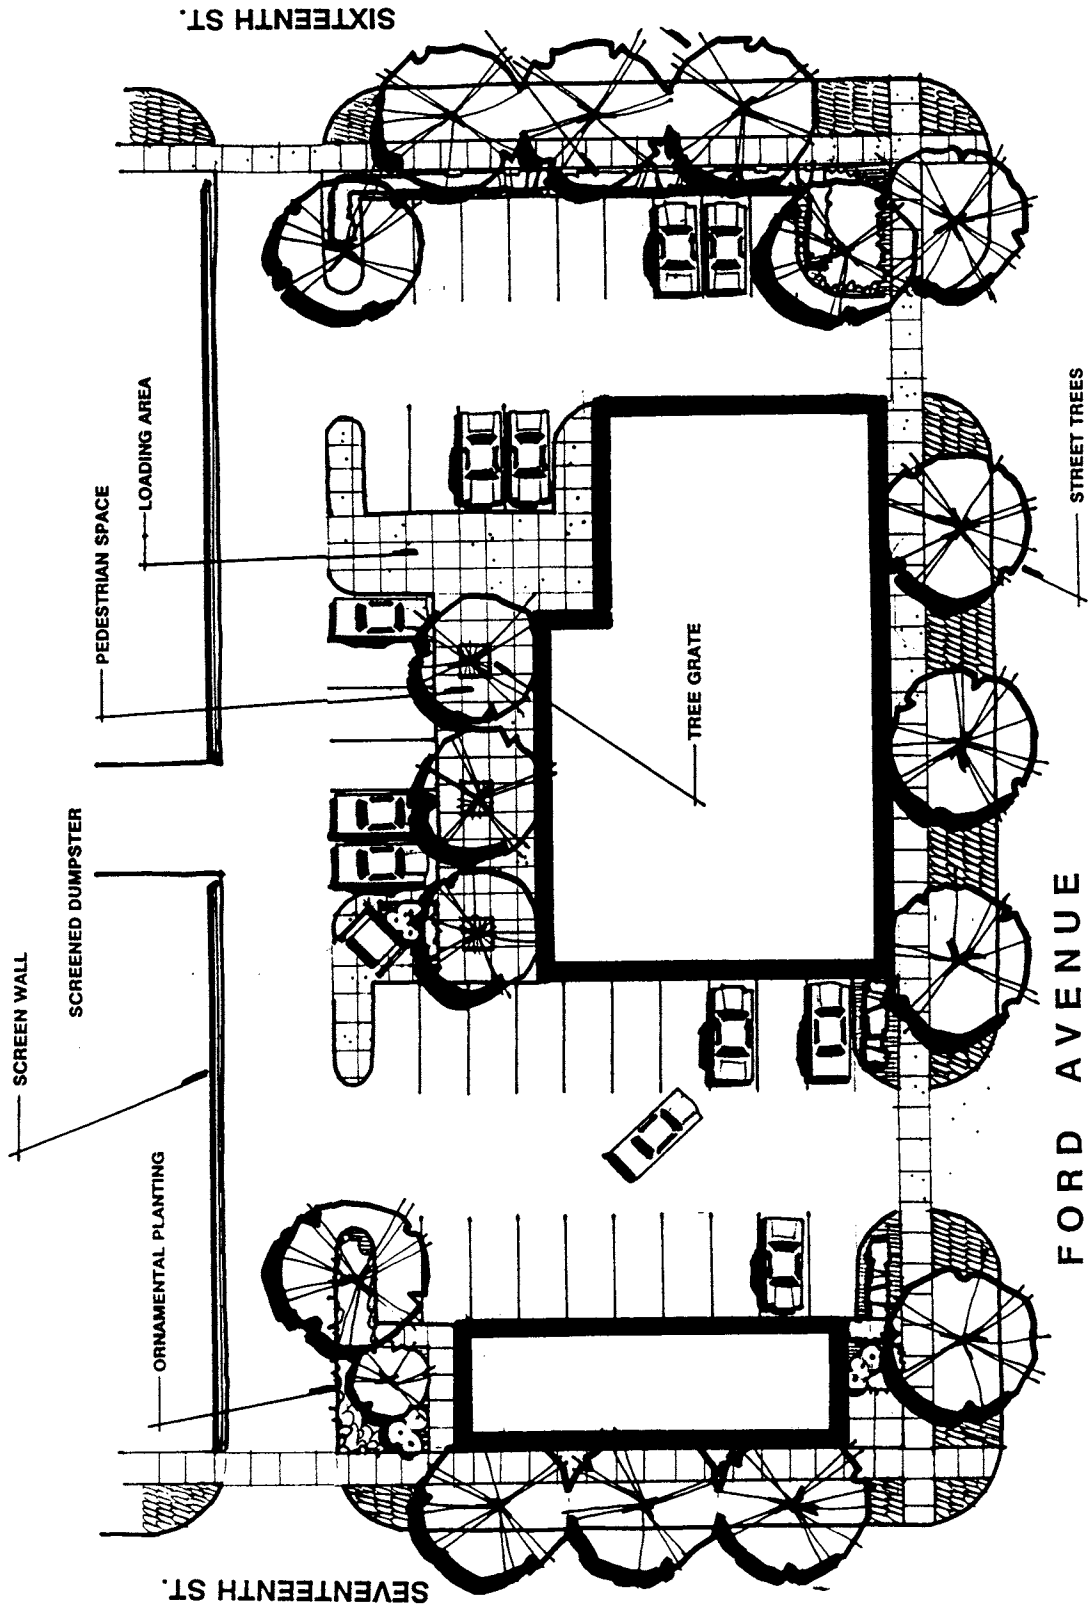 SIXTEENTH ST.
LOADING AREA
PEDESTRIAN SPACE
STREET TREES
TREE GRATE
SCREENED DUMPSTER
SCREEN WALL
ORNAMENTAL PLANTING
FORD AVENUE
SEVENTEENTH ST.